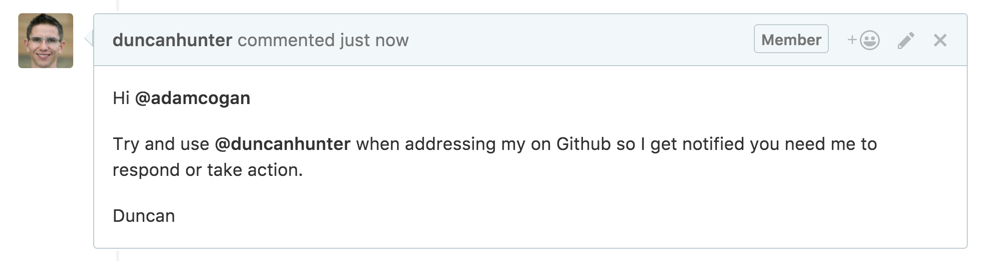 duncanhunter commented just now
Member
+
Hi @adamcogan
Try and use @duncanhunter when addressing my on Github so I get notified you need me to
respond or take action.
Duncan